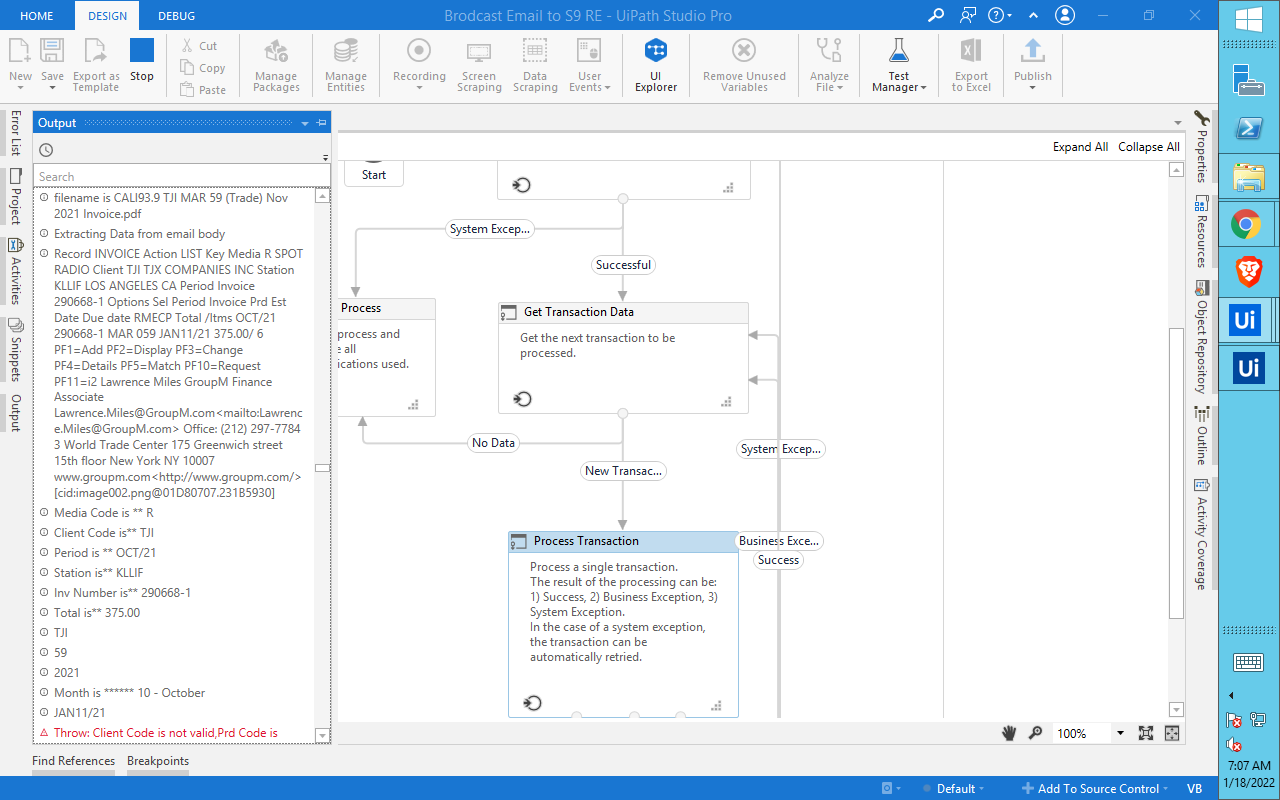 HOME
DESIGN
DEBUG
Brodcast Email to S9 RE - UiPath Studio Pro
New
Save
Export as
Template
Stop
Cut
Copy
Paste
Manage
Packages
Manage
Entities
Recording
Screen
Scraping
Data
Scraping
User
Events
UI
Explorer
Remove Unused
Variables
Analyze
File
Test
Manager
Export
to Excel
Publish
Error List
Project
Activities
Snippets
Output
Output
Search
filename is CALI93.9 TJI MAR 59 (Trade) Nov
2021 Invoice.pdf
Extracting Data from email body
Record INVOICE Action LIST Key Media R SPOT
RADIO Client TJI TJX COMPANIES INC Station
KLLIF LOS ANGELES CA Period Invoice
290668-1 Options Sel Period Invoice Prd Est
Date Due date RMECP Total /Itms OCT/21
290668-1 MAR 059 JAN11/21 375.00/ 6
PF1=Add PF2=Display PF3=Change
PF4=Details PF5=Match PF10=Request
PF11=i2 Lawrence Miles GroupM Finance
Associate
Lawrence.Miles@GroupM.com<mailto:Lawrenc
e.Miles@GroupM.com> Office: (212) 297-7784
3 World Trade Center 175 Greenwich street
15th floor New York NY 10007
www.groupm.com<http://www.groupm.com/>
[cid:image002.png@01D80707.231B5930]
Media Code is ** R
Client Code is** TJI
Period is ** OCT/21
Station is** KLLIF
Inv Number is** 290668-1
Total is** 375.00
TJI
59
2021
Month is ****** 10 - October
JAN11/21
Throw: Client Code is not valid,Prd Code is
Find References
Breakpoints
Expand All
Collapse All
Start
System Excep...
Successful
Process
process and
e all
ications used.
Get Transaction Data
Get the next transaction to be
processed.
No Data
New Transac...
System Excep...
Process Transaction
Business Exce...
Success
Process a single transaction.
The result of the processing can be:
1) Success, 2) Business Exception, 3)
System Exception.
In the case of a system exception,
the transaction can be
automatically retried.
100%
Properties
Resources
Object Repository
Outline
Activity Coverage
Default
Add To Source Control
VB
Ui
Ui
7:07 AM
1/18/2022